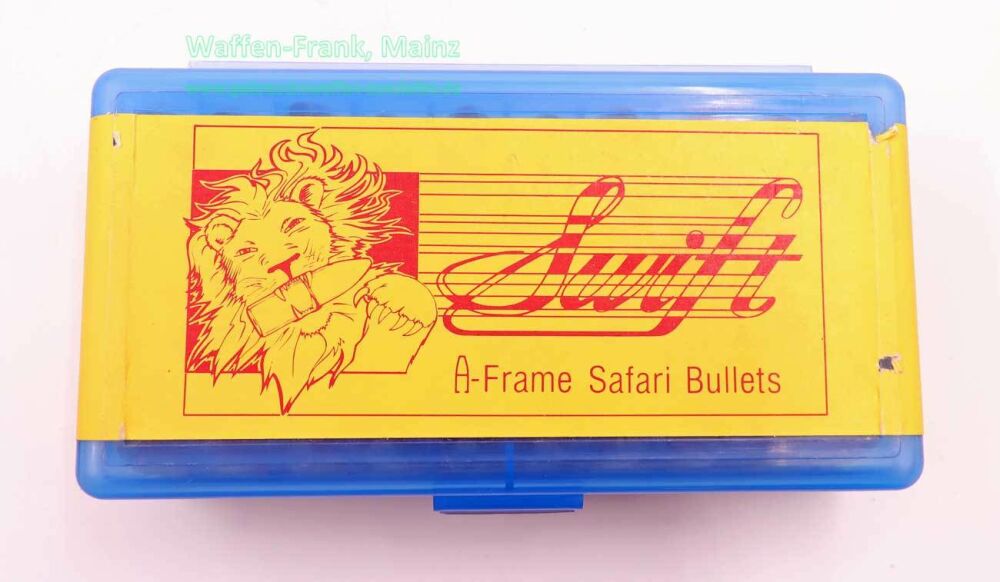 Waffen-Frank, Mainz
Swift
A-Frame Safari Bullets